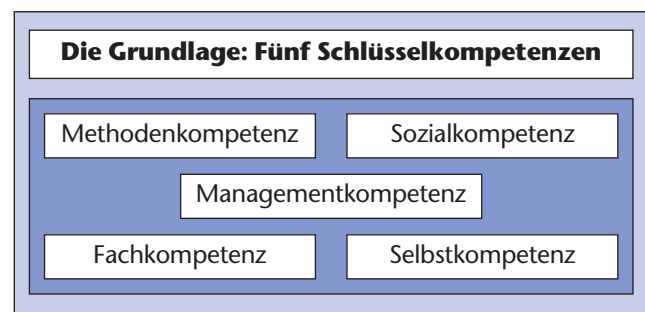 Die Grundlage: Fünf Schlüsselkompetenzen
Methodenkompetenz
Sozialkompetenz
Managementkompetenz
Fachkompetenz
Selbstkompetenz